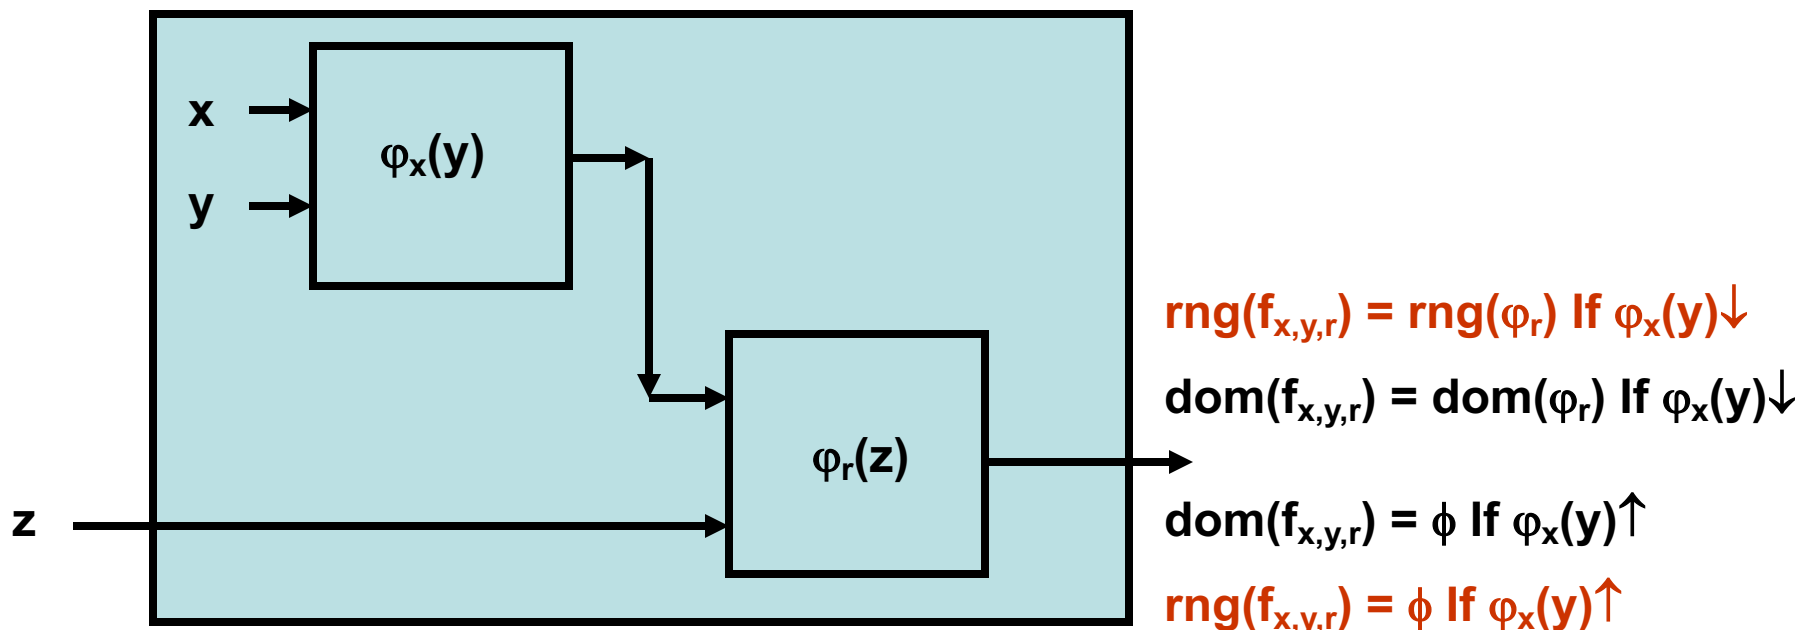 x
φx(y)
y
rng(fx,y,r) = rng(φr) If φx(y)↓
dom(fx,y,r) = dom(φr) If φx(y)↓
φr(z)
z
dom(fx,y,r) = ϕ If φx(y)↑
rng(fx,y,r) = ϕ If φx(y)↑